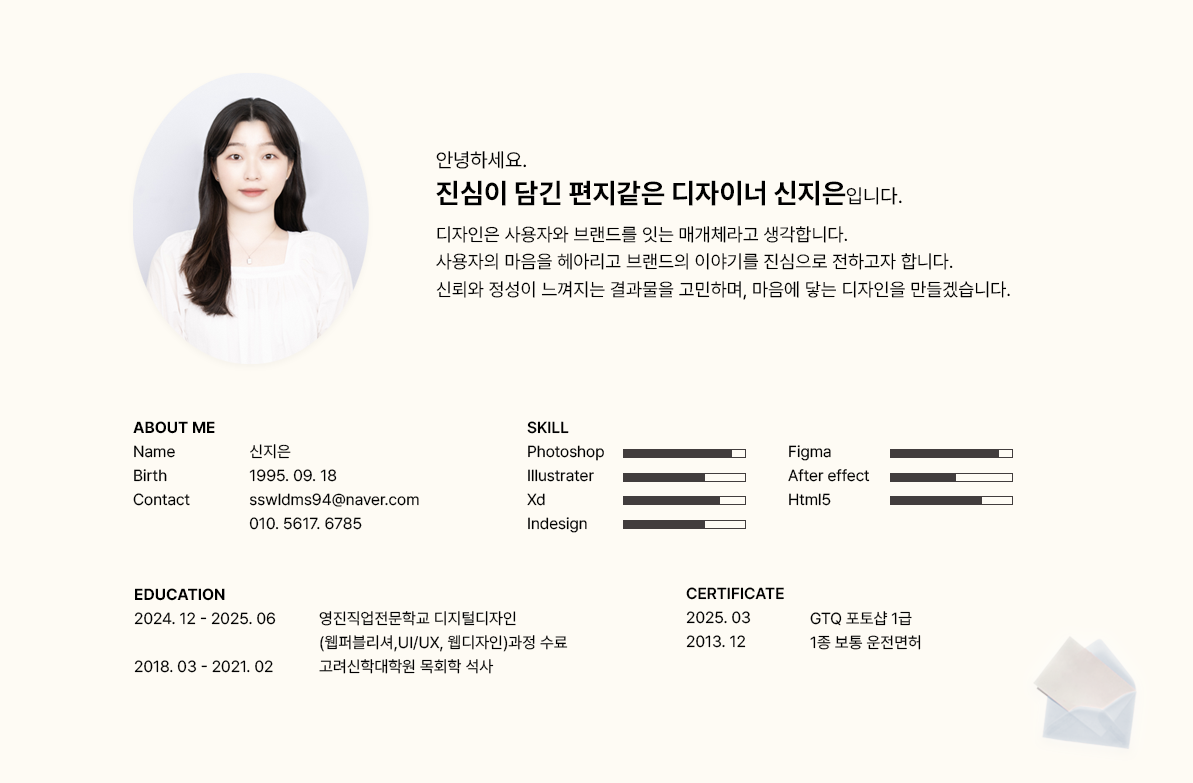 안녕하세요.
진심이 담긴 편지같은 디자이너 신지은입니다.
디자인은 사용자와 브랜드를 잇는 매개체라고 생각합니다.
사용자의 마음을 헤아리고 브랜드의 이야기를 진심으로 전하고자 합니다.
신뢰와 정성이 느껴지는 결과물을 고민하며, 마음에 닿는 디자인을 만들겠습니다.
ABOUT ME
Name 신지은
Birth 1995. 09. 18
Contact sswldms94@naver.com
010. 5617. 6785
SKILL
Photoshop Figma
Illustrater After effect
Xd Html5
Indesign
EDUCATION
2024. 12 - 2025. 06 영진직업전문학교 디지털디자인
(웹퍼블리셔,UI/UX, 웹디자인)과정 수료
2018. 03 - 2021. 02 고려신학대학원 목회학 석사
CERTIFICATE
2025. 03 GTQ 포토샵 1급
2013. 12 1종 보통 운전면허